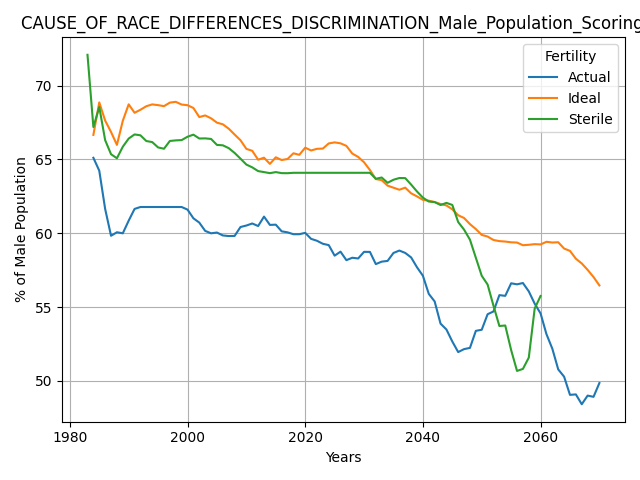 CAUSE_OF_RACE_DIFFERENCES_DISCRIMINATION_Male_Population_Scoring
Fertility
Actual
Ideal
Sterile
% of Male Population
70
65
60
55
50
1980
2000
2020
2040
2060
Years